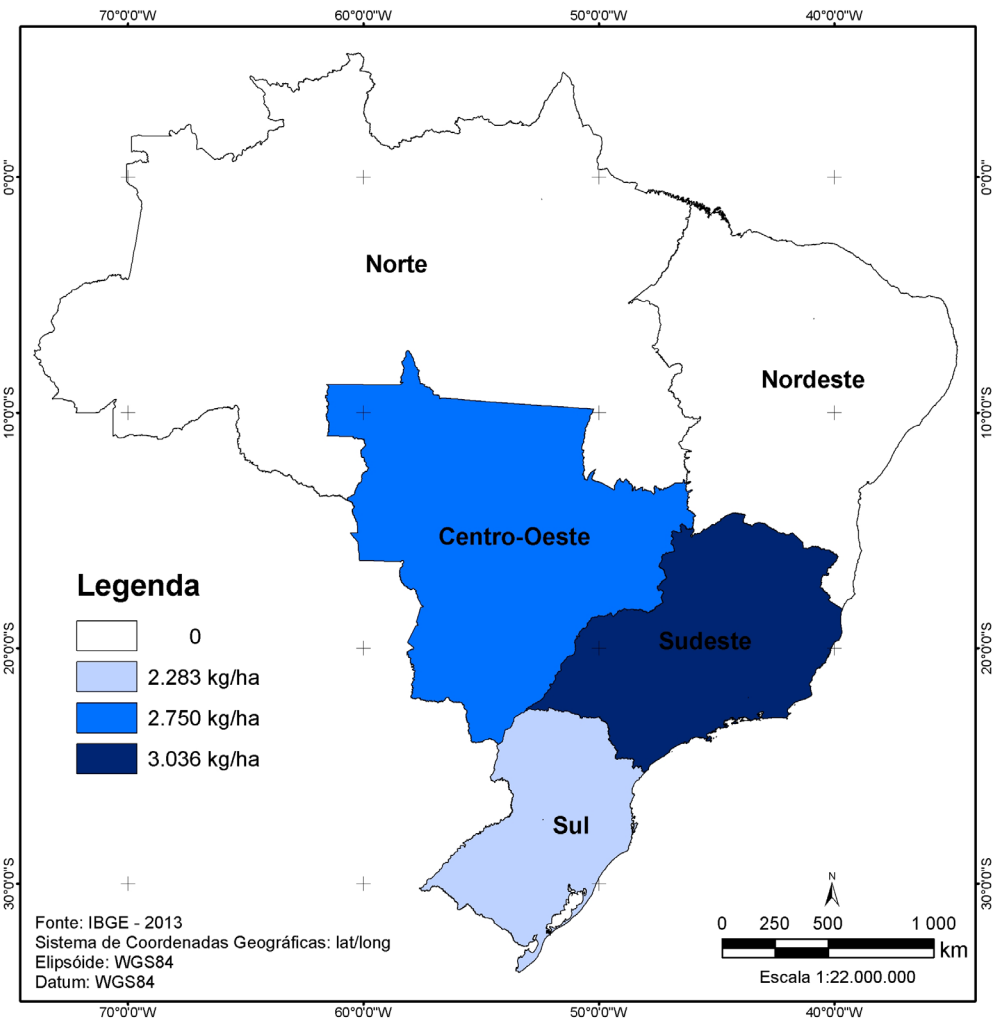 70°0'0"W 60°0'0"W 50°0'0"W 40°0'0"W
0°0'0" 0°0'0"
Norte
Nordeste
10°0'0"S 10°0'0"S
Centro-Oeste
Legenda
0
2.283 kg/ha
2.750 kg/ha
3.036 kg/ha
Sudeste
20°0'0"S 20°0'0"S
Sul
30°0'0"S 30°0'0"S
N
Fonte: IBGE - 2013
Sistema de Coordenadas Geográficas: lat/long
Elipsóide: WGS84
Datum: WGS84
0 250 500 1 000
km
Escala 1:22.000.000
70°0'0"W 60°0'0"W 50°0'0"W 40°0'0"W